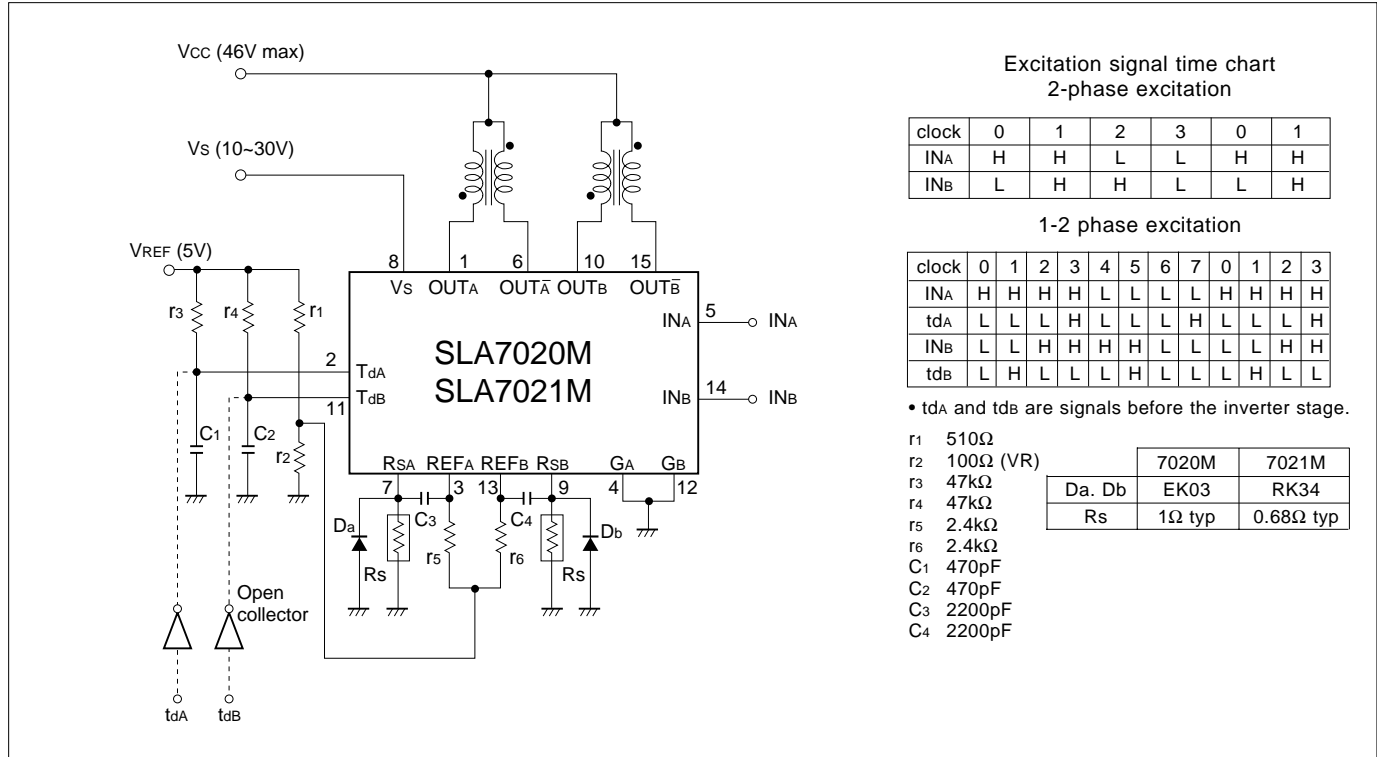 Vcc (46V max)
Vs (10~30V)
VREF (5V)
r3
r4
r1
8
1
6
10
15
Vs OUTA OUTA̅ OUTB OUTB̅
INA
5
INA
SLA7020M
SLA7021M
2
TdA
TdB
11
INB
14
INB
C1
C2
r2
RSA REFA REFB RSB GA GB
7
3
13
9
4
12
Da
C3
C4
Db
Rs
r5
r6
Rs
Open
collector
tdA
tdB
Excitation signal time chart
2-phase excitation
clock 0 1 2 3 0 1
INA H H L L H H
INB L H H L L H
1-2 phase excitation
clock 0 1 2 3 4 5 6 7 0 1 2 3
INA H H H H L L L L H H H H
tdA L L L H L L L H L L L H
INB L L H H H H L L L L H H
tdB L H L L L H L L L H L L
• tdA and tdB are signals before the inverter stage.
r1 510Ω
r2 100Ω (VR)
r3 47kΩ
r4 47kΩ
r5 2.4kΩ
r6 2.4kΩ
C1 470pF
C2 470pF
C3 2200pF
C4 2200pF
7020M 7021M
Da. Db EK03 RK34
Rs 1Ω typ 0.68Ω typ